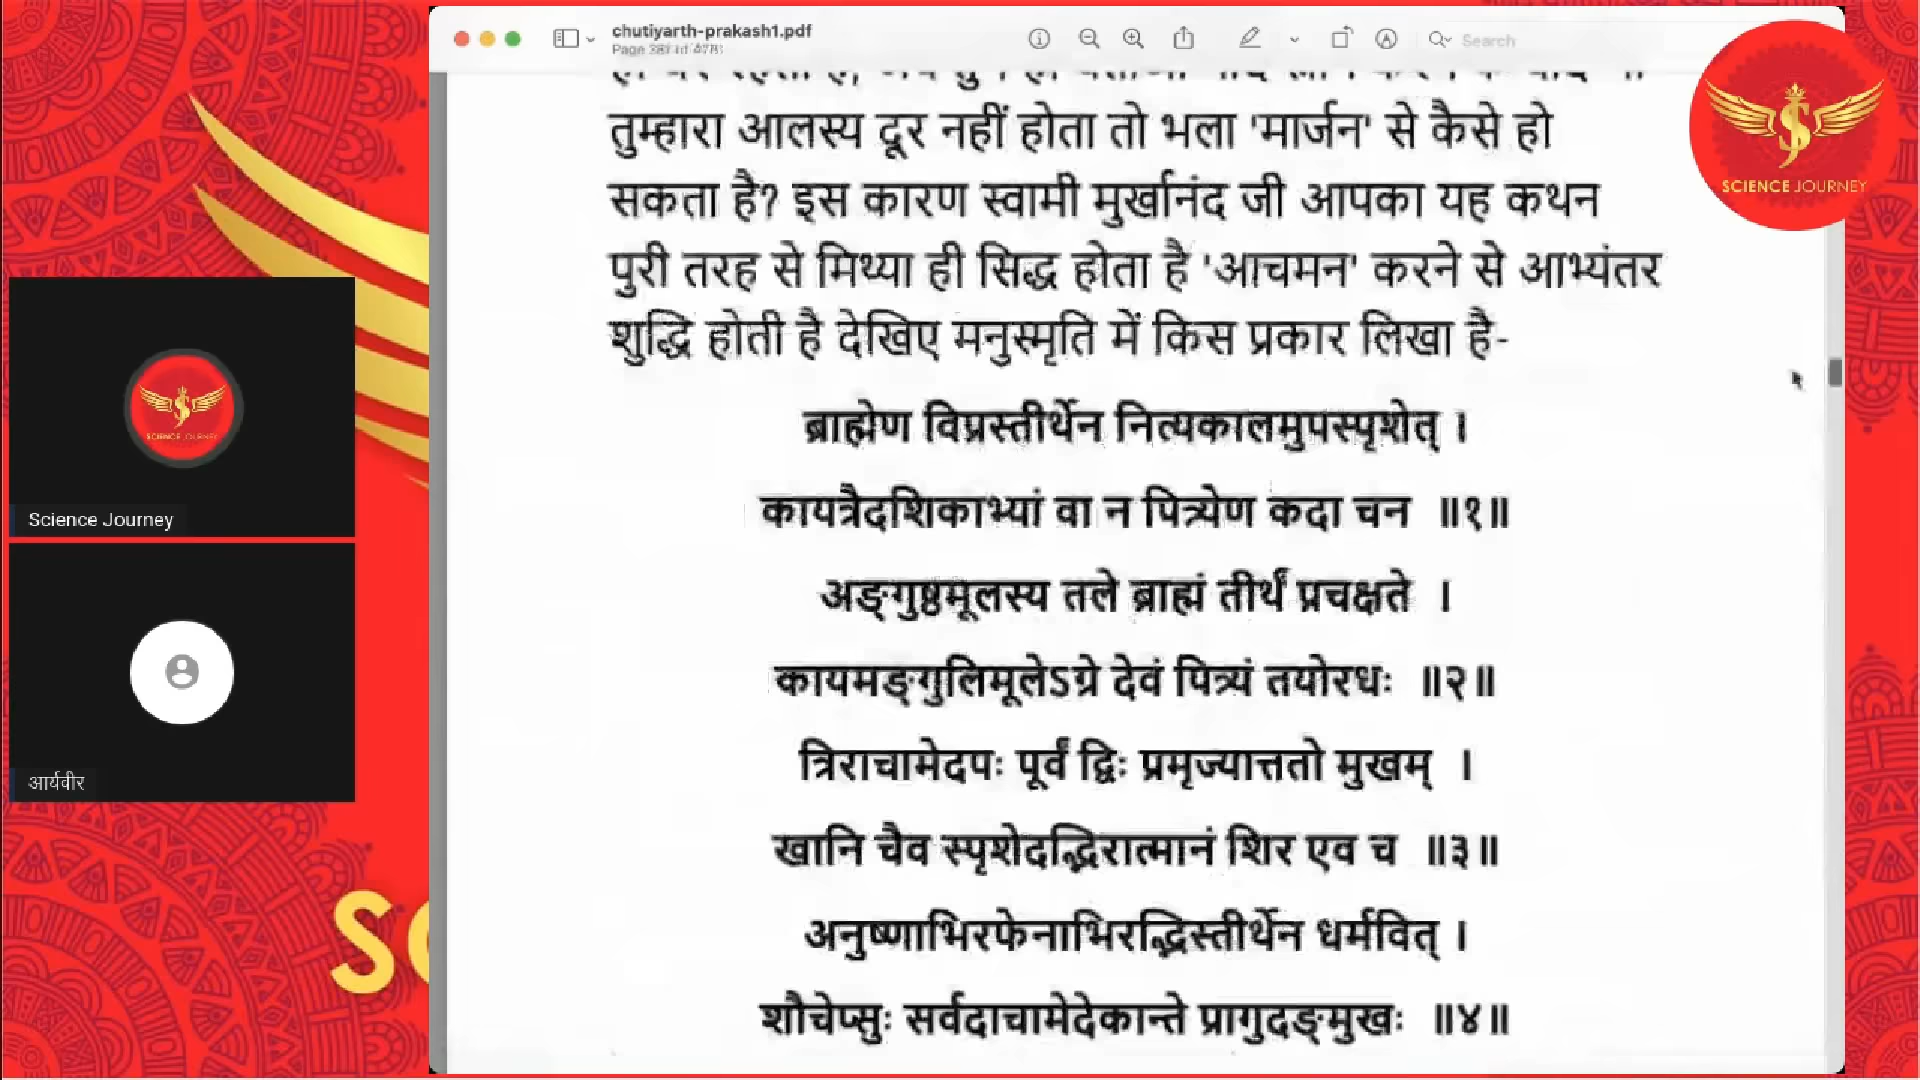 chutiyarth-prakash1.pdf
Search
SCIENCE JOURNEY
तुम्हारा आलस्य दूर नहीं होता तो भला 'मार्जन' से कैसे हो
सकता है? इस कारण स्वामी मुर्खानंद जी आपका यह कथन
पुरी तरह से मिथ्या ही सिद्ध होता है 'आचमन' करने से आभ्यंतर
शुद्धि होती है देखिए मनुस्मृति में किस प्रकार लिखा है-
ब्राह्मेण विप्रस्तीर्थेन नित्यकालमुपस्पृशेत् ।
कायत्रैदशिकाभ्यां वा न पित्र्येण कदा चन ॥१॥
अङ्गुष्ठमूलस्य तले ब्राह्मं तीर्थं प्रचक्षते ।
कायमङ्गुलिमूलेऽग्रे देवं पित्र्यं तयोरधः ॥२॥
त्रिराचामेदपः पूर्वं द्विः प्रमृज्यात्ततो मुखम् ।
खानि चैव स्पृशेदद्भिरात्मानं शिर एव च ॥३॥
अनुष्णाभिरफेनाभिरद्भिस्तीर्थेन धर्मवित् ।
शौचेप्सुः सर्वदाचामेदेकान्ते प्रागुदङ्मुखः ॥४॥
SCIENCE JOURNEY
Science Journey
आर्यवीर